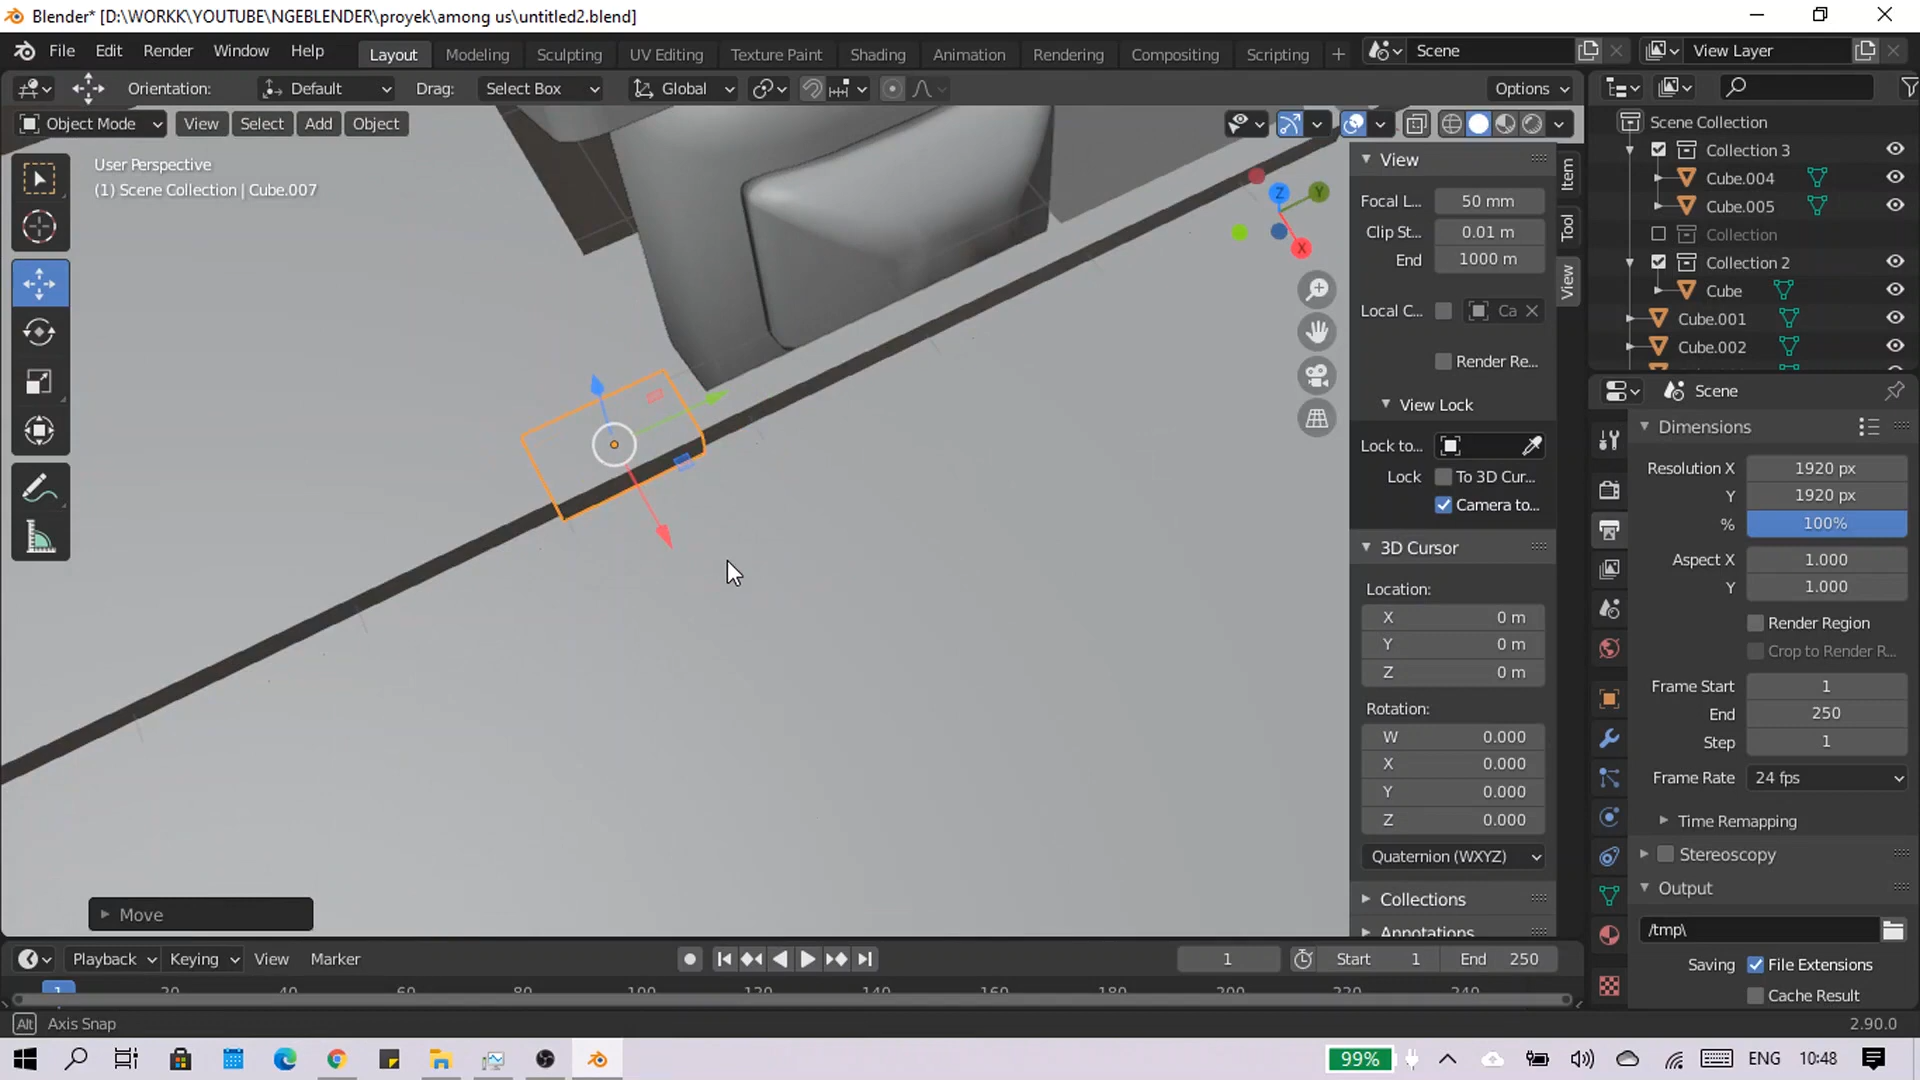 Blender* [D:\WORKK\YOUTUBE\NGEBLENDER\proyek\among us\untitled2.blend]
File Edit Render Window Help
Layout Modeling Sculpting UV Editing Texture Paint Shading Animation Rendering Compositing Scripting +
Scene
View Layer
Orientation: Default Drag: Select Box Global Options
Object Mode View Select Add Object
User Perspective
(1) Scene Collection | Cube.007
Z
Y
X
View
Focal L... 50 mm
Clip St... 0.01 m
End 1000 m
Local C... Ca
Render Re...
View Lock
Lock to...
Lock To 3D Cur...
Camera to...
3D Cursor
Location:
X 0 m
Y 0 m
Z 0 m
Rotation:
W 0.000
X 0.000
Y 0.000
Z 0.000
Quaternion (WXYZ)
Collections
Annotations
Item
Tool
View
Scene Collection
Collection 3
Cube.004
Cube.005
Collection
Collection 2
Cube
Cube.001
Cube.002
Scene
Dimensions
Resolution X 1920 px
Y 1920 px
% 100%
Aspect X 1.000
Y 1.000
Render Region
Crop to Render R...
Frame Start 1
End 250
Step 1
Frame Rate 24 fps
Time Remapping
Stereoscopy
Output
/tmp\
Saving File Extensions
Cache Result
Move
Playback Keying View Marker
1 Start 1 End 250
1 20 40 60 80 100 120 140 160 180 200 220 240
Alt Axis Snap
2.90.0
99% ENG 10:48